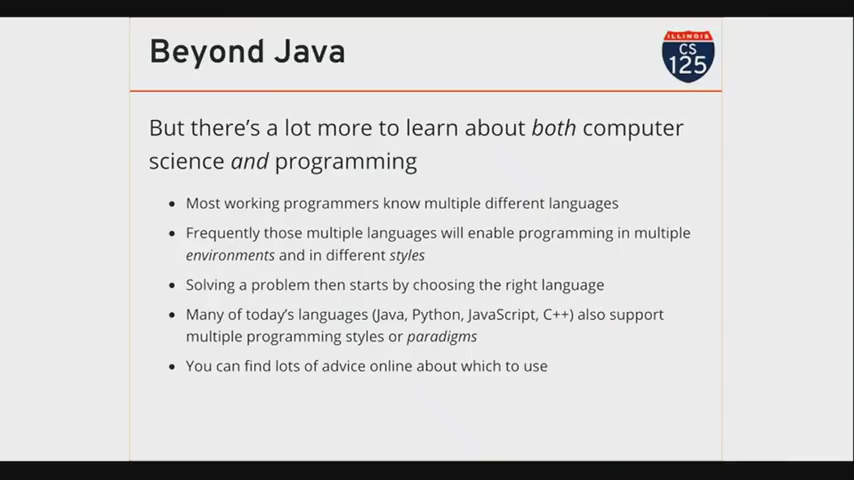 Beyond Java
ILLINOIS
CS
125
But there's a lot more to learn about both computer
science and programming
• Most working programmers know multiple different languages
• Frequently those multiple languages will enable programming in multiple
environments and in different styles
• Solving a problem then starts by choosing the right language
• Many of today's languages (Java, Python, JavaScript, C++) also support
multiple programming styles or paradigms
• You can find lots of advice online about which to use